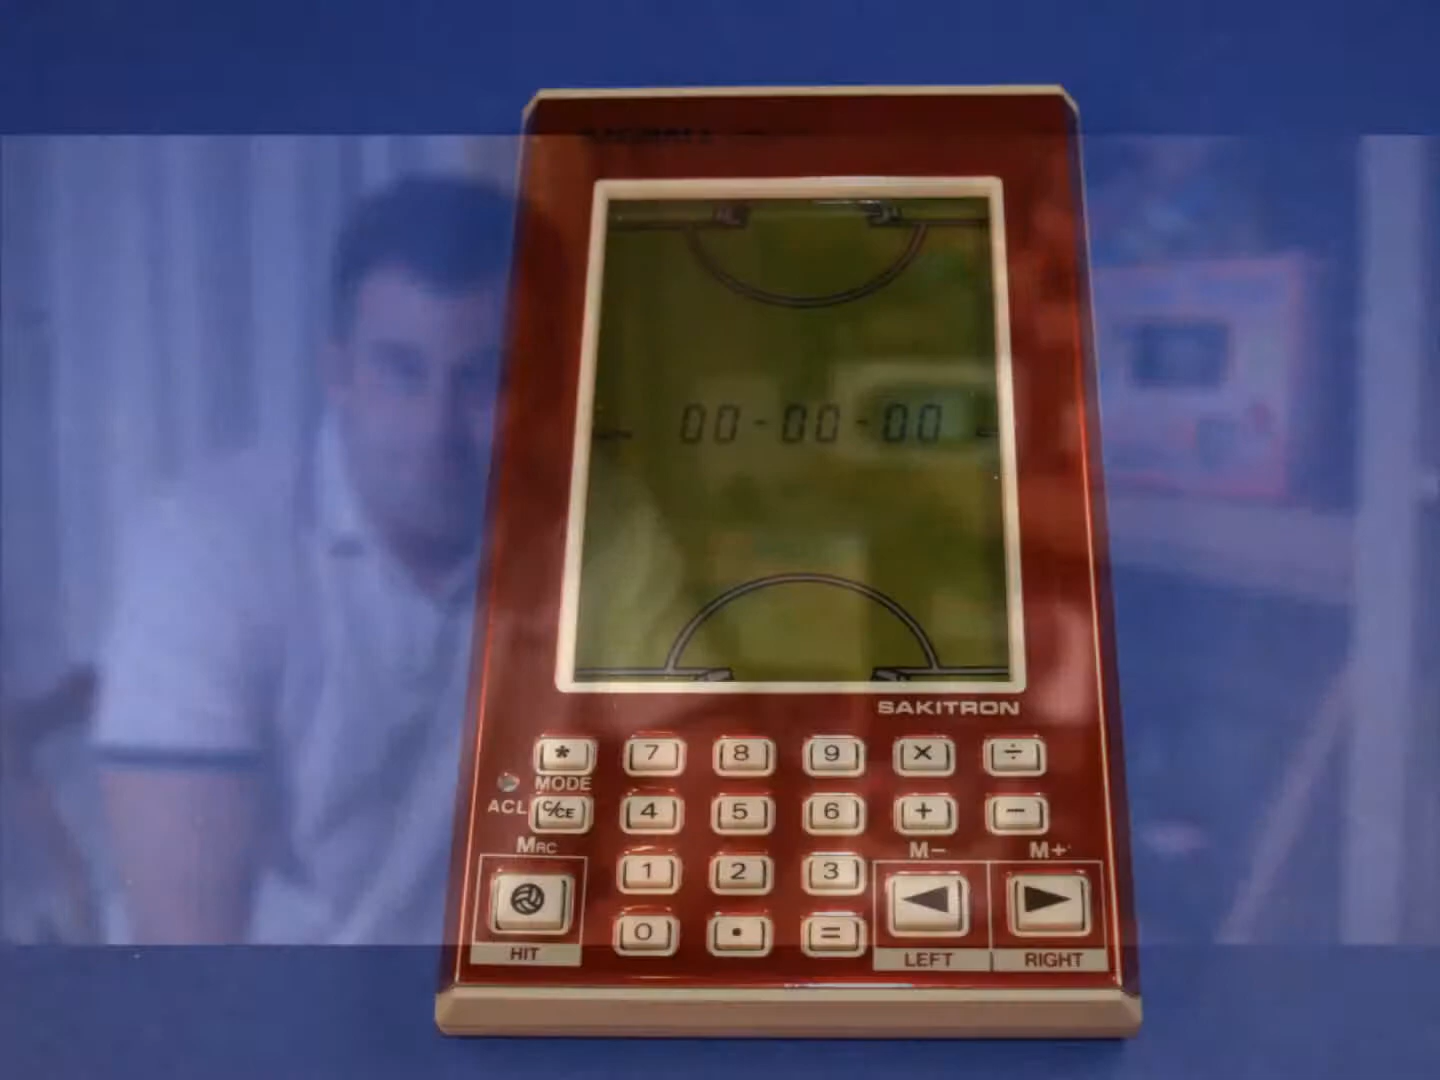 00-00-00
SAKITRON
* 7 8 9 × ÷
MODE
ACL C/CE 4 5 6 + −
MRC M− M+
1 2 3
0 • =
HIT LEFT RIGHT